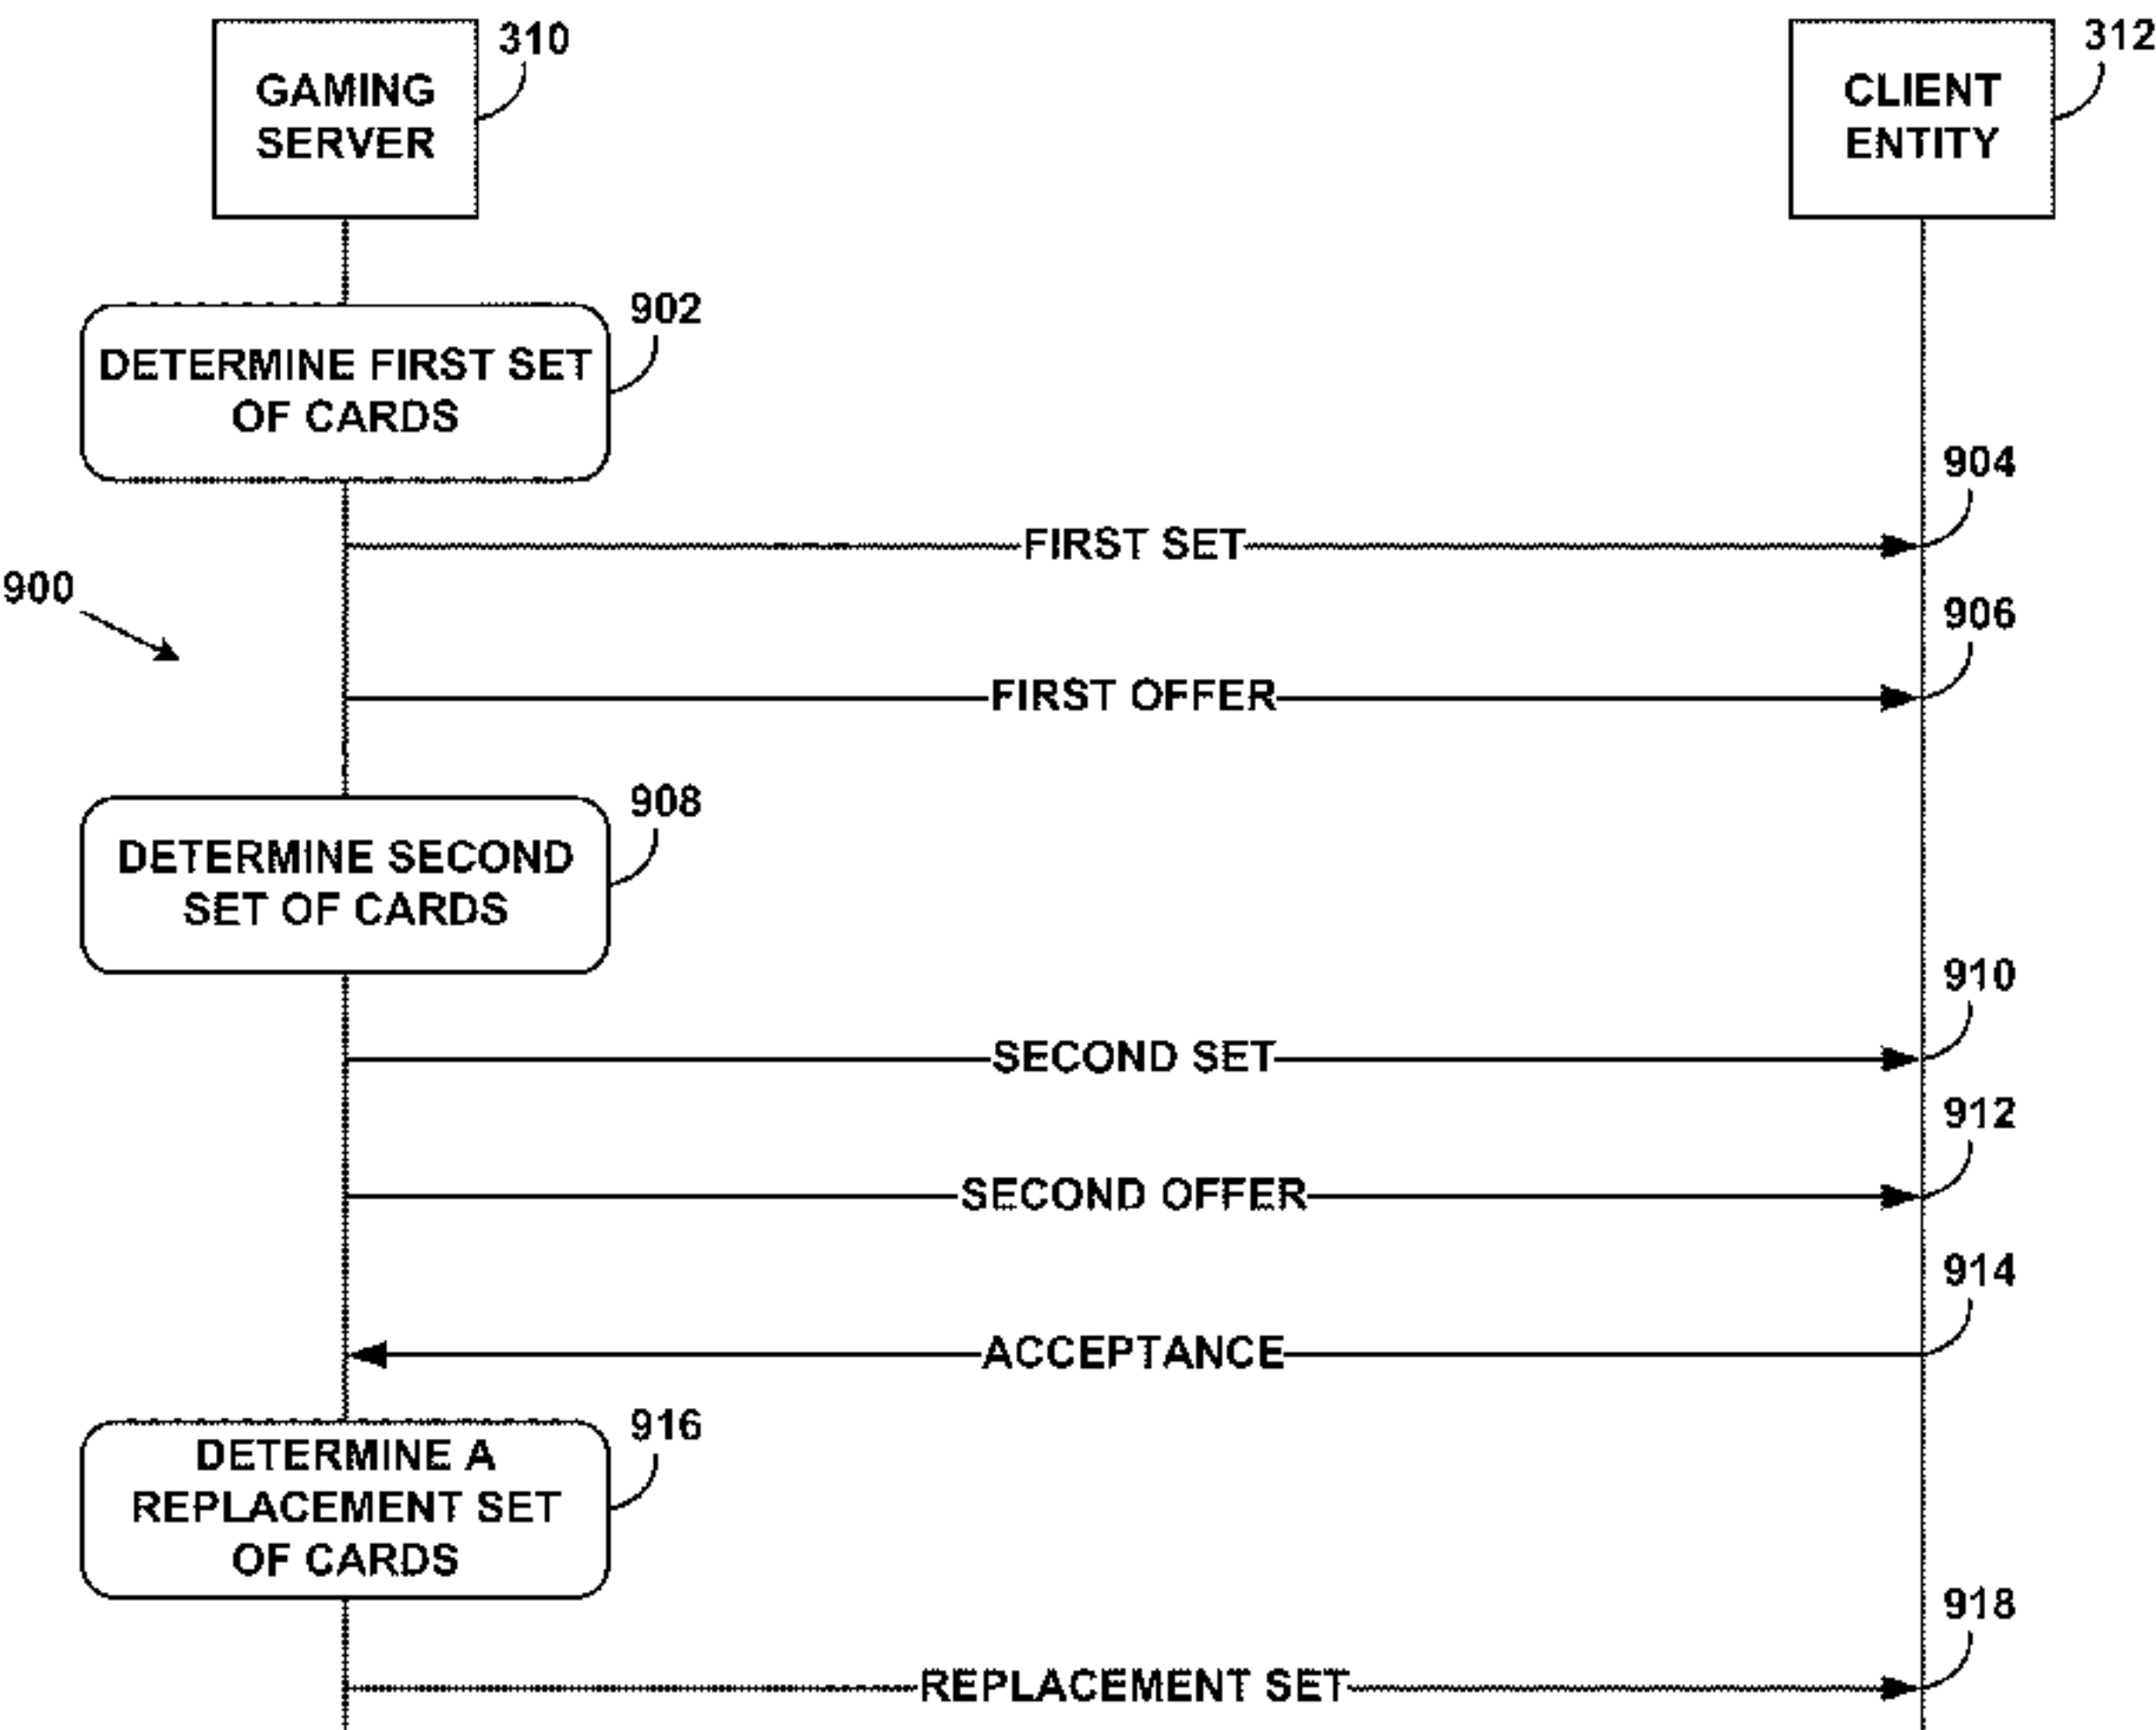 310
GAMING
SERVER
312
CLIENT
ENTITY
902
DETERMINE FIRST SET
OF CARDS
904
FIRST SET
900
906
FIRST OFFER
908
DETERMINE SECOND
SET OF CARDS
910
SECOND SET
912
SECOND OFFER
914
ACCEPTANCE
916
DETERMINE A
REPLACEMENT SET
OF CARDS
918
REPLACEMENT SET